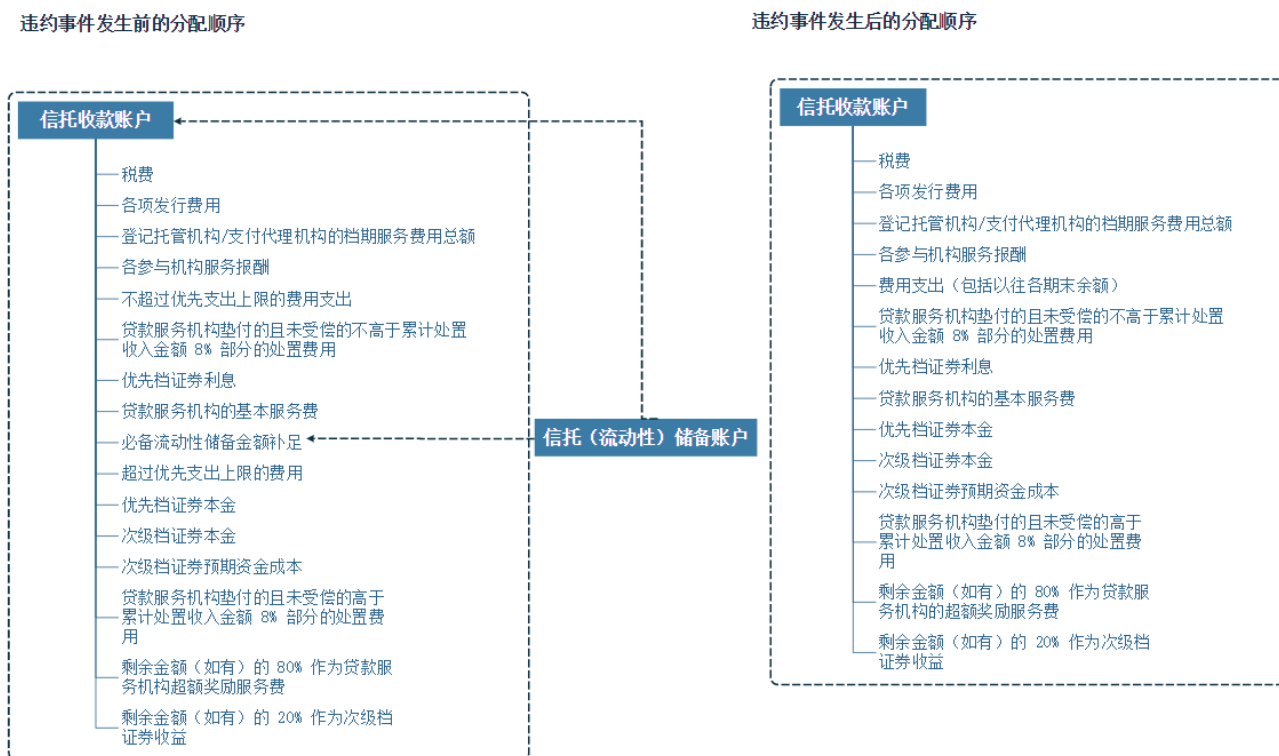 违约事件发生前的分配顺序
信托收款账户
税费
各项发行费用
登记托管机构/支付代理机构的档期服务费用总额
各参与机构服务报酬
不超过优先支出上限的费用支出
贷款服务机构垫付的且未受偿的不高于累计处置
收入金额 8% 部分的处置费用
优先档证券利息
贷款服务机构的基本服务费
必备流动性储备金额补足
超过优先支出上限的费用
优先档证券本金
次级档证券本金
次级档证券预期资金成本
贷款服务机构垫付的且未受偿的高于
累计处置收入金额 8% 部分的处置费
用
剩余金额（如有）的 80% 作为贷款服
务机构超额奖励服务费
剩余金额（如有）的 20% 作为次级档
证券收益
信托（流动性）储备账户
违约事件发生后的分配顺序
信托收款账户
税费
各项发行费用
登记托管机构/支付代理机构的档期服务费用总额
各参与机构服务报酬
费用支出（包括以往各期末余额）
贷款服务机构垫付的且未受偿的不高于累计处置
收入金额 8% 部分的处置费用
优先档证券利息
贷款服务机构的基本服务费
优先档证券本金
次级档证券本金
次级档证券预期资金成本
贷款服务机构垫付的且未受偿的高于
累计处置收入金额 8% 部分的处置费
用
剩余金额（如有）的 80% 作为贷款服
务机构的超额奖励服务费
剩余金额（如有）的 20% 作为次级档
证券收益